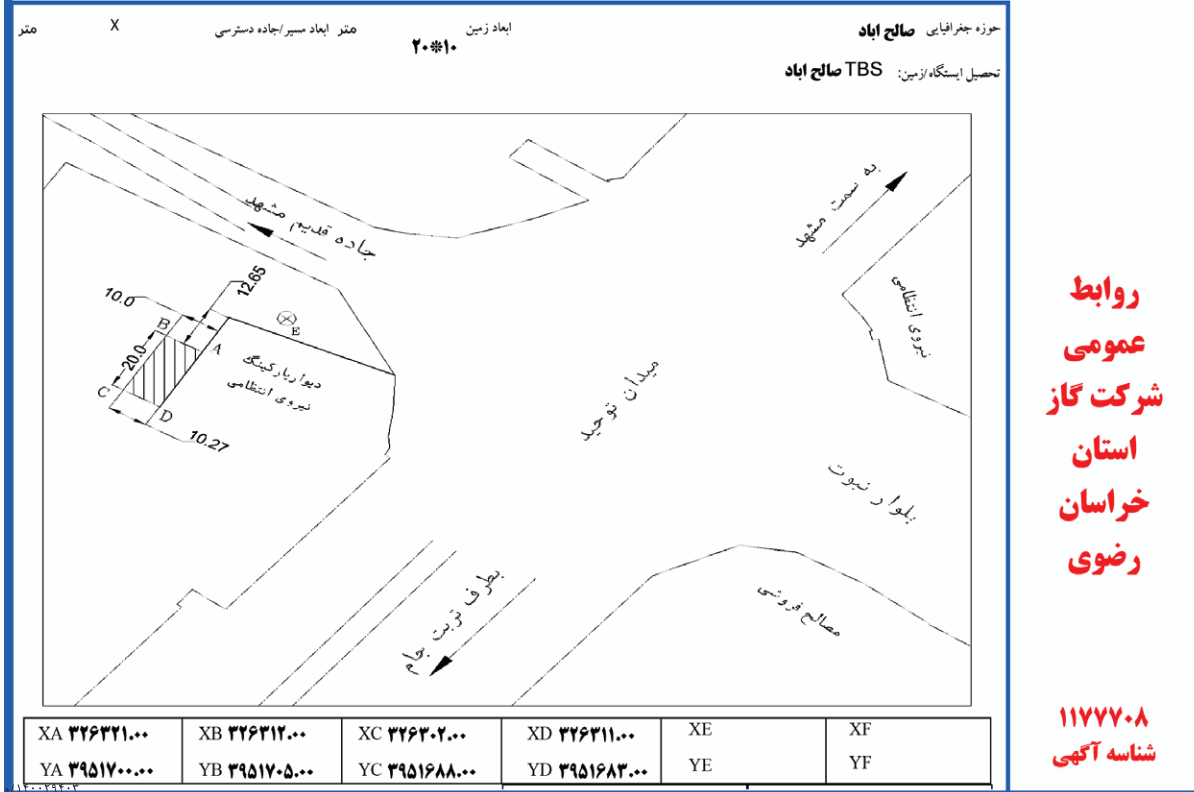 حوزه جغرافیایی صالح اباد
ابعاد زمین ۱۰*۲۰ متر
ابعاد مسیر/جاده دسترسی X متر
تحصیل ایستگاه/زمین: TBS صالح اباد
جاده قدیم مشهد
به سمت مشهد
نیروی انتظامی
12.65
10.0
B
E
A
20.0
دیوارپارکینگ
نیروی انتظامی
C
D
10.27
میدان توحید
بلوار نبوت
بطرف تربت جام
مصالح فروشی
XA ۳۲۶۳۲۱.۰۰
XB ۳۲۶۳۱۲.۰۰
XC ۳۲۶۳۰۲.۰۰
XD ۳۲۶۳۱۱.۰۰
XE
XF
YA ۳۹۵۱۷۰۰.۰۰
YB ۳۹۵۱۷۰۵.۰۰
YC ۳۹۵۱۶۸۸.۰۰
YD ۳۹۵۱۶۸۳.۰۰
YE
YF
روابط
عمومی
شرکت گاز
استان
خراسان
رضوی
۱۱۷۷۷۰۸
شناسه آگهی